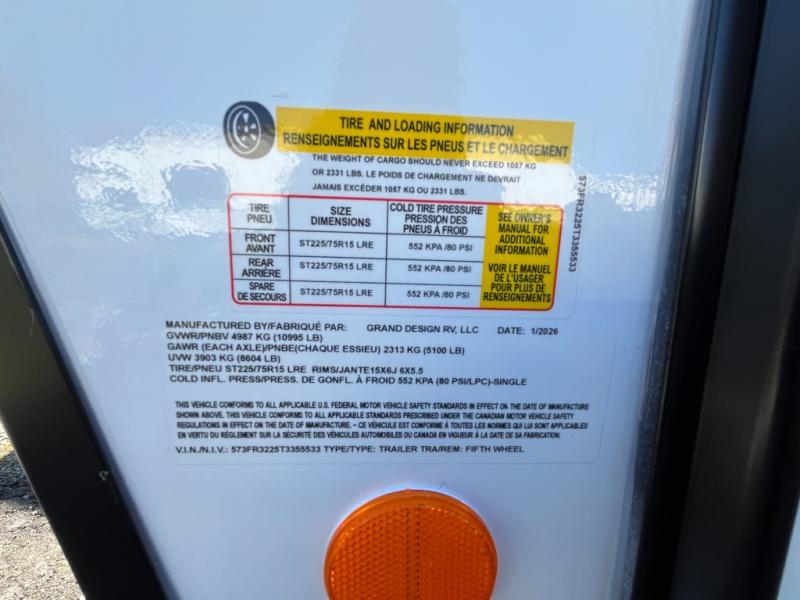 TIRE AND LOADING INFORMATION
RENSEIGNEMENTS SUR LES PNEUS ET LE CHARGEMENT
THE WEIGHT OF CARGO SHOULD NEVER EXCEED 1057 KG
OR 2331 LBS. LE POIDS DE CHARGEMENT NE DEVRAIT
JAMAIS EXCÉDER 1057 KG OU 2331 LBS.
TIRE
PNEU
SIZE
DIMENSIONS
COLD TIRE PRESSURE
PRESSION DES
PNEUS À FROID
FRONT
AVANT
ST225/75R15 LRE
552 KPA /80 PSI
REAR
ARRIÈRE
ST225/75R15 LRE
552 KPA /80 PSI
SPARE
DE SECOURS
ST225/75R15 LRE
552 KPA /80 PSI
SEE OWNER'S
MANUAL FOR
ADDITIONAL
INFORMATION
VOIR LE MANUEL
DE L'USAGER
POUR PLUS DE
RENSEIGNEMENTS
573FR3225T3355533
MANUFACTURED BY/FABRIQUÉ PAR: GRAND DESIGN RV, LLC DATE: 1/2026
GVWR/PNBV 4987 KG (10995 LB)
GAWR (EACH AXLE)/PNBE(CHAQUE ESSIEU) 2313 KG (5100 LB)
UVW 3903 KG (8604 LB)
TIRE/PNEU ST225/75R15 LRE RIMS/JANTE15X6J 6X5.5
COLD INFL. PRESS/PRESS. DE GONFL. À FROID 552 KPA (80 PSI/LPC)-SINGLE
THIS VEHICLE CONFORMS TO ALL APPLICABLE U.S. FEDERAL MOTOR VEHICLE SAFETY STANDARDS IN EFFECT ON THE DATE OF MANUFACTURE
SHOWN ABOVE. THIS VEHICLE CONFORMS TO ALL APPLICABLE STANDARDS PRESCRIBED UNDER THE CANADIAN MOTOR VEHICLE SAFETY
REGULATIONS IN EFFECT ON THE DATE OF MANUFACTURE. - CE VÉHICULE EST CONFORME À TOUTES LES NORMES QUI LUI SONT APPLICABLES
EN VERTU DU RÈGLEMENT SUR LA SÉCURITÉ DES VÉHICULES AUTOMOBILES DU CANADA EN VIGUEUR À LA DATE DE SA FABRICATION.
V.I.N./N.I.V.: 573FR3225T3355533 TYPE/TYPE: TRAILER TRA/REM: FIFTH WHEEL